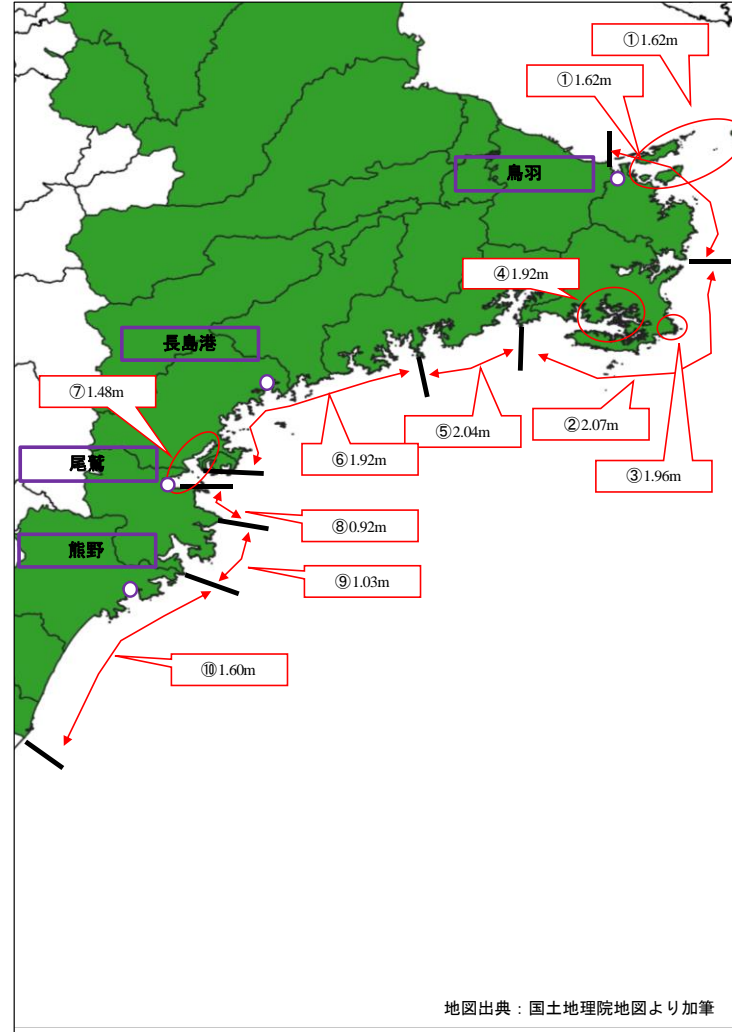 ①1.62m
①1.62m
鳥羽
④1.92m
長島港
⑦1.48m
②2.07m
⑤2.04m
⑥1.92m
尾鷲
③1.96m
⑧0.92m
熊野
⑨1.03m
⑩1.60m
地図出典:国土地理院地図より加筆